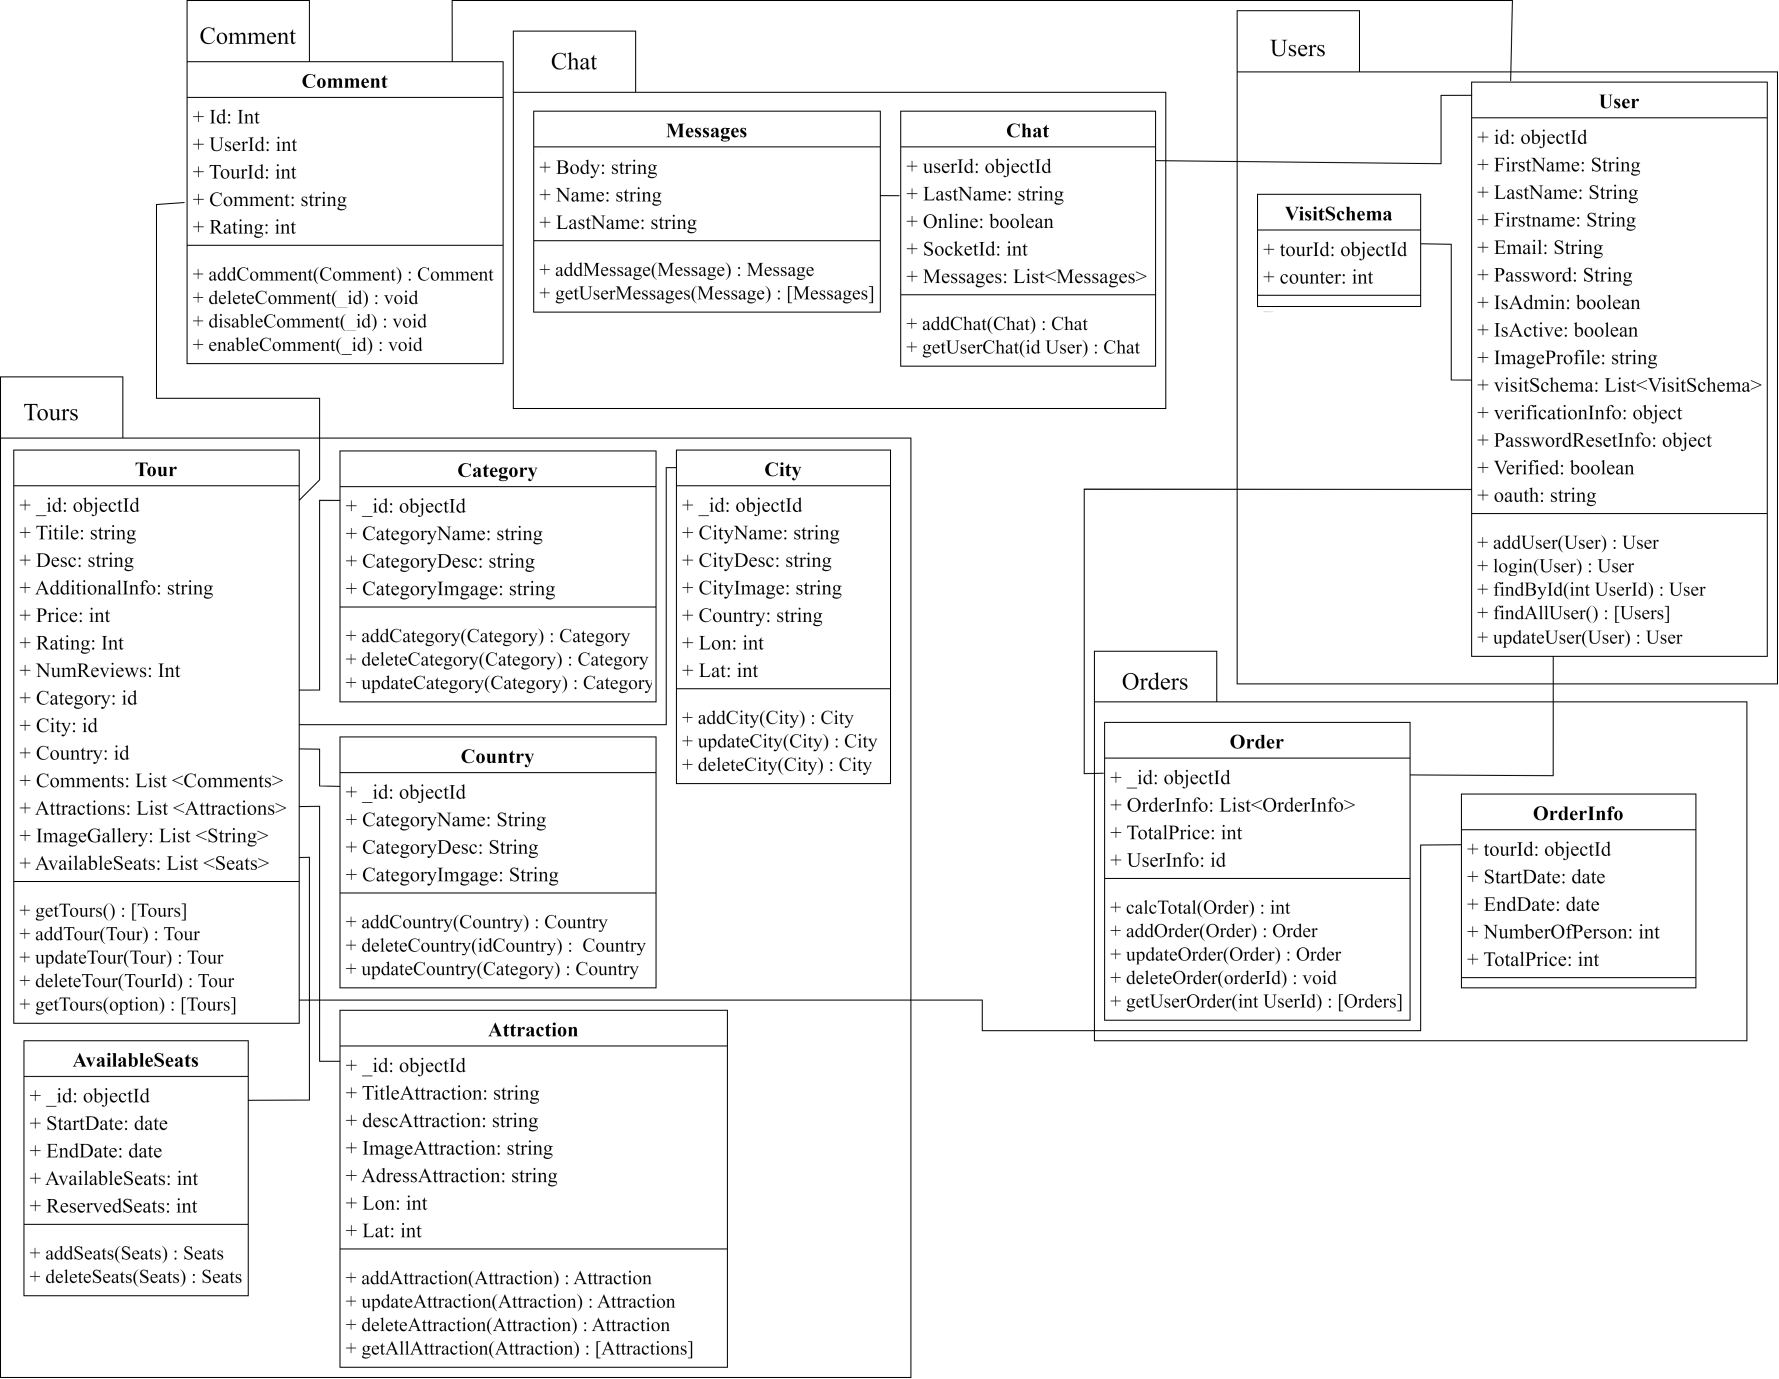 Comment
Comment
+ Id: Int
+ UserId: int
+ TourId: int
+ Comment: string
+ Rating: int
+ addComment(Comment) : Comment
+ deleteComment(_id) : void
+ disableComment(_id) : void
+ enableComment(_id) : void
Chat
Messages
+ Body: string
+ Name: string
+ LastName: string
+ addMessage(Message) : Message
+ getUserMessages(Message) : [Messages]
Chat
+ userId: objectId
+ LastName: string
+ Online: boolean
+ SocketId: int
+ Messages: List<Messages>
+ addChat(Chat) : Chat
+ getUserChat(id User) : Chat
Users
VisitSchema
+ tourId: objectId
+ counter: int
User
+ id: objectId
+ FirstName: String
+ LastName: String
+ Firstname: String
+ Email: String
+ Password: String
+ IsAdmin: boolean
+ IsActive: boolean
+ ImageProfile: string
+ visitSchema: List<VisitSchema>
+ verificationInfo: object
+ PasswordResetInfo: object
+ Verified: boolean
+ oauth: string
+ addUser(User) : User
+ login(User) : User
+ findById(int UserId) : User
+ findAllUser() : [Users]
+ updateUser(User) : User
Tours
Tour
+ _id: objectId
+ Titile: string
+ Desc: string
+ AdditionalInfo: string
+ Price: int
+ Rating: Int
+ NumReviews: Int
+ Category: id
+ City: id
+ Country: id
+ Comments: List <Comments>
+ Attractions: List <Attractions>
+ ImageGallery: List <String>
+ AvailableSeats: List <Seats>
+ getTours() : [Tours]
+ addTour(Tour) : Tour
+ updateTour(Tour) : Tour
+ deleteTour(TourId) : Tour
+ getTours(option) : [Tours]
Category
+ _id: objectId
+ CategoryName: string
+ CategoryDesc: string
+ CategoryImgage: string
+ addCategory(Category) : Category
+ deleteCategory(Category) : Category
+ updateCategory(Category) : Category
City
+ _id: objectId
+ CityName: string
+ CityDesc: string
+ CityImage: string
+ Country: string
+ Lon: int
+ Lat: int
+ addCity(City) : City
+ updateCity(City) : City
+ deleteCity(City) : City
Country
+ _id: objectId
+ CategoryName: String
+ CategoryDesc: String
+ CategoryImgage: String
+ addCountry(Country) : Country
+ deleteCountry(idCountry) : Country
+ updateCountry(Category) : Country
Attraction
+ _id: objectId
+ TitleAttraction: string
+ descAttraction: string
+ ImageAttraction: string
+ AdressAttraction: string
+ Lon: int
+ Lat: int
+ addAttraction(Attraction) : Attraction
+ updateAttraction(Attraction) : Attraction
+ deleteAttraction(Attraction) : Attraction
+ getAllAttraction(Attraction) : [Attractions]
AvailableSeats
+ _id: objectId
+ StartDate: date
+ EndDate: date
+ AvailableSeats: int
+ ReservedSeats: int
+ addSeats(Seats) : Seats
+ deleteSeats(Seats) : Seats
Orders
Order
+ _id: objectId
+ OrderInfo: List<OrderInfo>
+ TotalPrice: int
+ UserInfo: id
+ calcTotal(Order) : int
+ addOrder(Order) : Order
+ updateOrder(Order) : Order
+ deleteOrder(orderId) : void
+ getUserOrder(int UserId) : [Orders]
OrderInfo
+ tourId: objectId
+ StartDate: date
+ EndDate: date
+ NumberOfPerson: int
+ TotalPrice: int